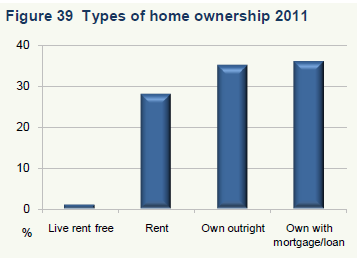 Figure 39 Types of home ownership 2011
40
30
20
10
0
%
Live rent free
Rent
Own outright
Own with
mortgage/loan